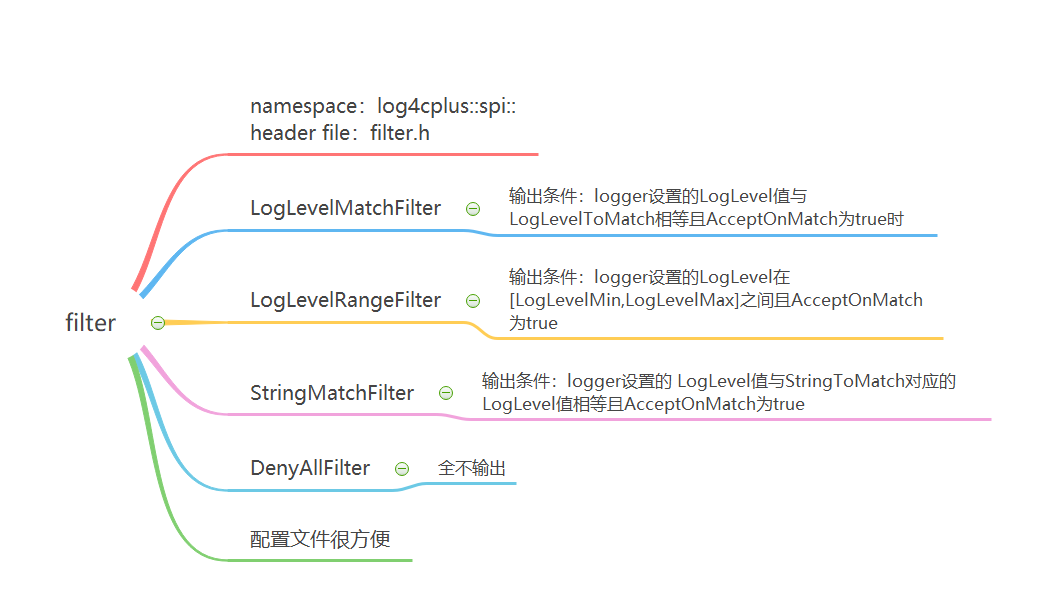 namespace：log4cplus::spi::
header file：filter.h
LogLevelMatchFilter
输出条件：logger设置的LogLevel值与
LogLevelToMatch相等且AcceptOnMatch为true时
LogLevelRangeFilter
输出条件：logger设置的LogLevel在
[LogLevelMin,LogLevelMax]之间且AcceptOnMatch
为true
filter
StringMatchFilter
输出条件：logger设置的 LogLevel值与StringToMatch对应的
LogLevel值相等且AcceptOnMatch为true
DenyAllFilter
全不输出
配置文件很方便